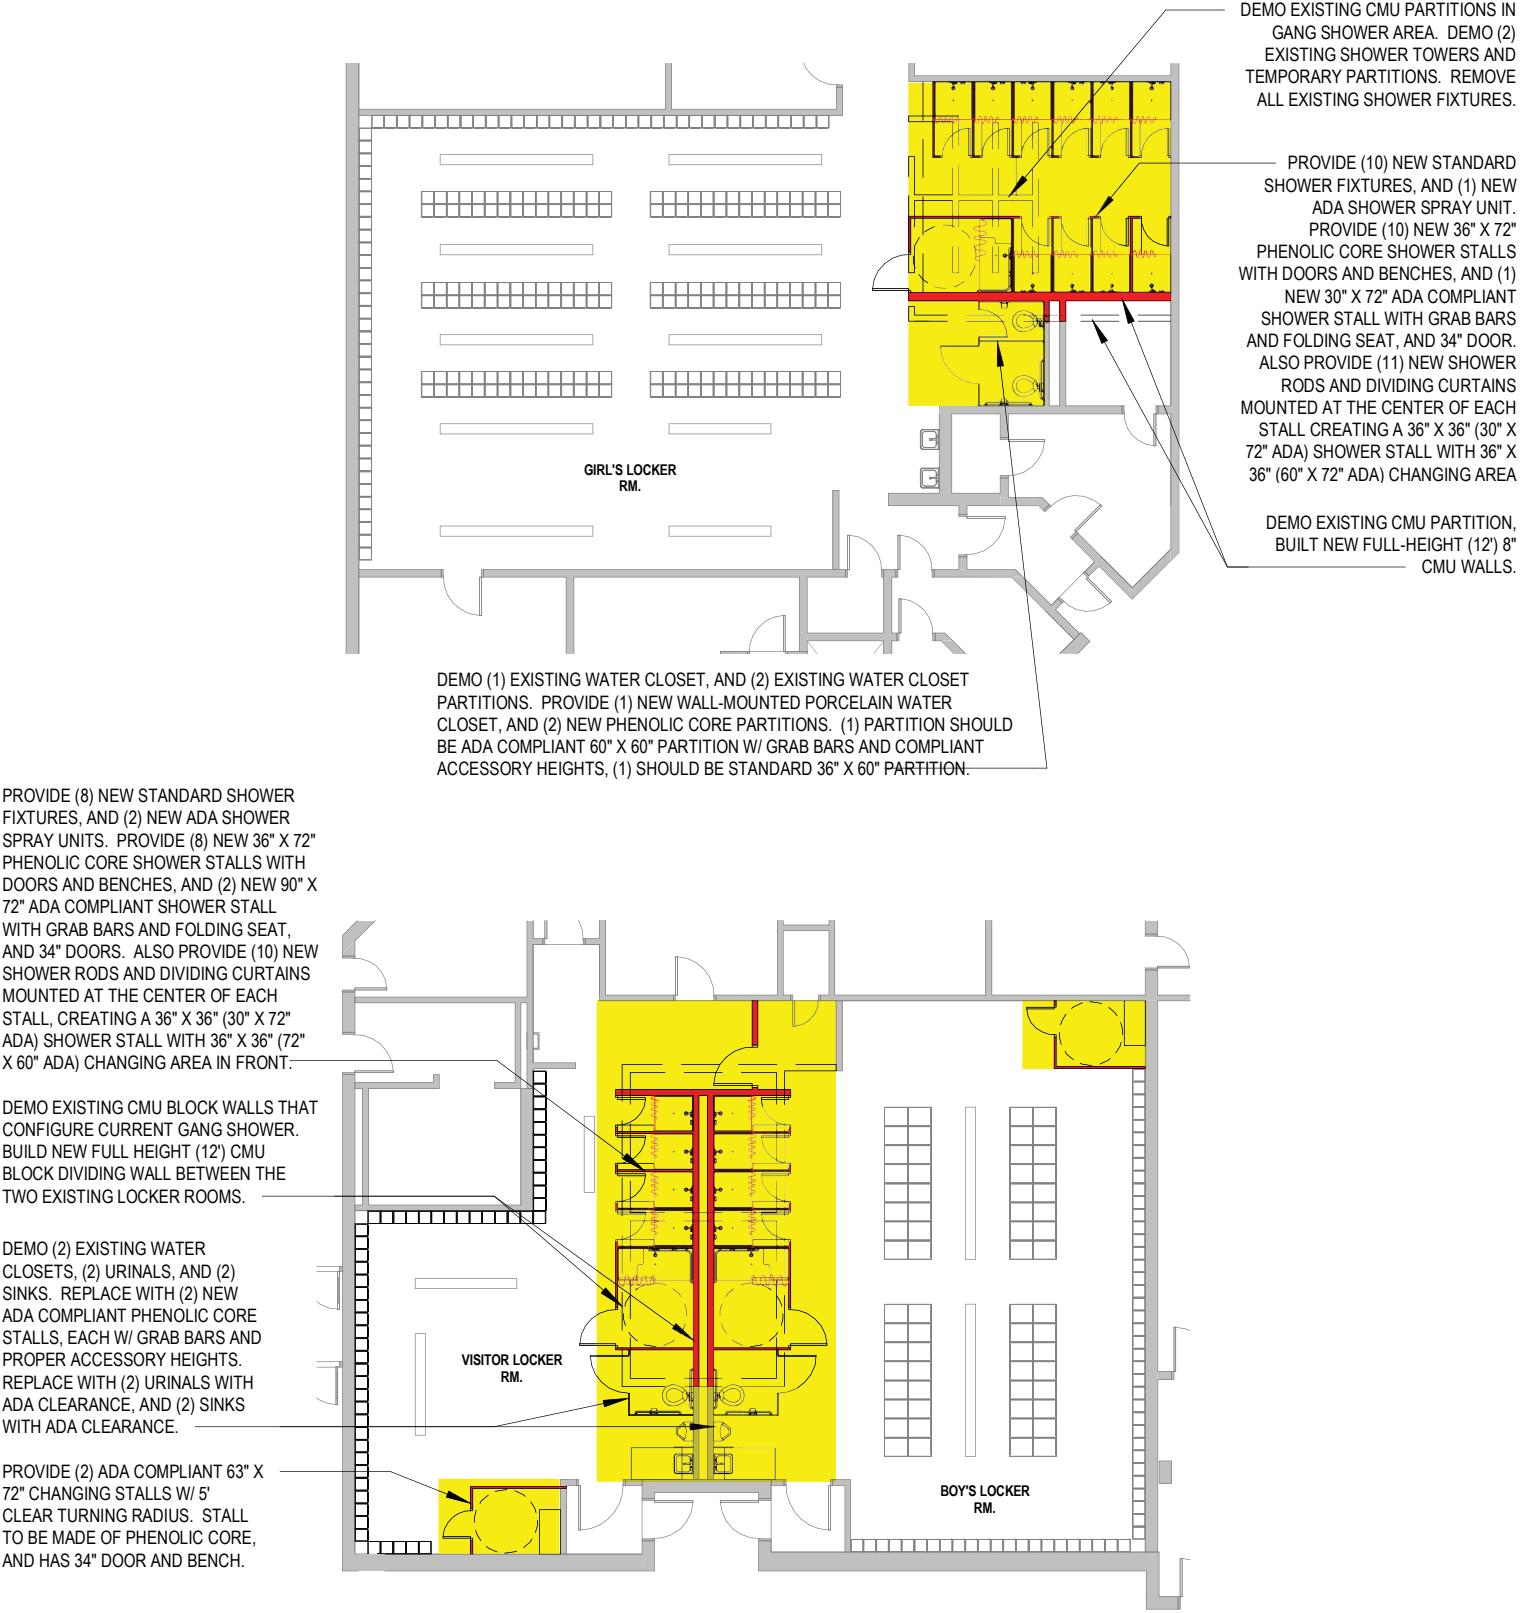 DEMO EXISTING CMU PARTITIONS IN
GANG SHOWER AREA. DEMO (2)
EXISTING SHOWER TOWERS AND
TEMPORARY PARTITIONS. REMOVE
ALL EXISTING SHOWER FIXTURES.
PROVIDE (10) NEW STANDARD
SHOWER FIXTURES, AND (1) NEW
ADA SHOWER SPRAY UNIT.
PROVIDE (10) NEW 36" X 72"
PHENOLIC CORE SHOWER STALLS
WITH DOORS AND BENCHES, AND (1)
NEW 30" X 72" ADA COMPLIANT
SHOWER STALL WITH GRAB BARS
AND FOLDING SEAT, AND 34" DOOR.
ALSO PROVIDE (11) NEW SHOWER
RODS AND DIVIDING CURTAINS
MOUNTED AT THE CENTER OF EACH
STALL CREATING A 36" X 36" (30" X
72" ADA) SHOWER STALL WITH 36" X
36" (60" X 72" ADA) CHANGING AREA
DEMO EXISTING CMU PARTITION,
BUILT NEW FULL-HEIGHT (12') 8"
CMU WALLS.
GIRL'S LOCKER
RM.
DEMO (1) EXISTING WATER CLOSET, AND (2) EXISTING WATER CLOSET
PARTITIONS. PROVIDE (1) NEW WALL-MOUNTED PORCELAIN WATER
CLOSET, AND (2) NEW PHENOLIC CORE PARTITIONS. (1) PARTITION SHOULD
BE ADA COMPLIANT 60" X 60" PARTITION W/ GRAB BARS AND COMPLIANT
ACCESSORY HEIGHTS, (1) SHOULD BE STANDARD 36" X 60" PARTITION.
PROVIDE (8) NEW STANDARD SHOWER
FIXTURES, AND (2) NEW ADA SHOWER
SPRAY UNITS. PROVIDE (8) NEW 36" X 72"
PHENOLIC CORE SHOWER STALLS WITH
DOORS AND BENCHES, AND (2) NEW 90" X
72" ADA COMPLIANT SHOWER STALL
WITH GRAB BARS AND FOLDING SEAT,
AND 34" DOORS. ALSO PROVIDE (10) NEW
SHOWER RODS AND DIVIDING CURTAINS
MOUNTED AT THE CENTER OF EACH
STALL, CREATING A 36" X 36" (30" X 72"
ADA) SHOWER STALL WITH 36" X 36" (72"
X 60" ADA) CHANGING AREA IN FRONT.
DEMO EXISTING CMU BLOCK WALLS THAT
CONFIGURE CURRENT GANG SHOWER.
BUILD NEW FULL HEIGHT (12') CMU
BLOCK DIVIDING WALL BETWEEN THE
TWO EXISTING LOCKER ROOMS.
DEMO (2) EXISTING WATER
CLOSETS, (2) URINALS, AND (2)
SINKS. REPLACE WITH (2) NEW
ADA COMPLIANT PHENOLIC CORE
STALLS, EACH W/ GRAB BARS AND
PROPER ACCESSORY HEIGHTS.
REPLACE WITH (2) URINALS WITH
ADA CLEARANCE, AND (2) SINKS
WITH ADA CLEARANCE.
PROVIDE (2) ADA COMPLIANT 63" X
72" CHANGING STALLS W/ 5'
CLEAR TURNING RADIUS. STALL
TO BE MADE OF PHENOLIC CORE,
AND HAS 34" DOOR AND BENCH.
VISITOR LOCKER
RM.
BOY'S LOCKER
RM.